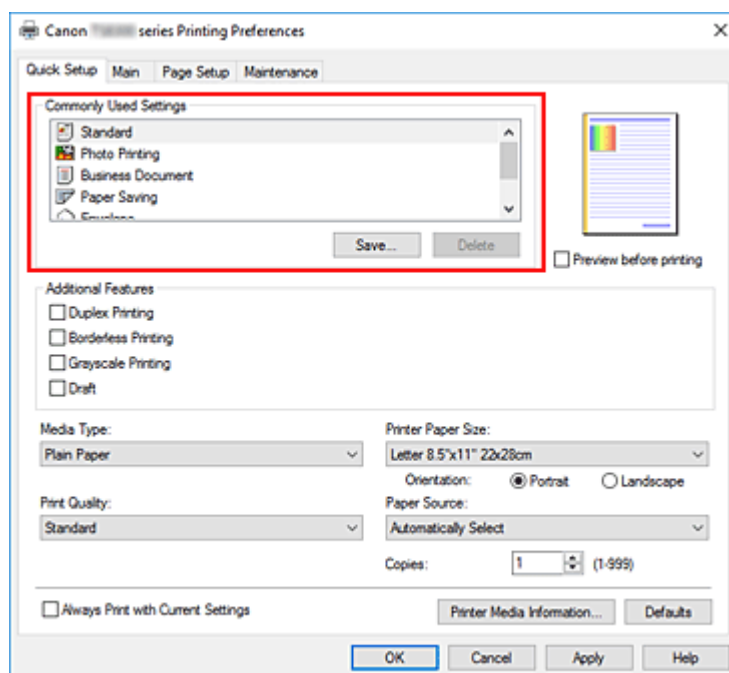 Canon series Printing Preferences
Quick Setup Main Page Setup Maintenance
Commonly Used Settings
Standard
Photo Printing
Business Document
Paper Saving
Envelope
Save... Delete
Preview before printing
Additional Features
Duplex Printing
Borderless Printing
Grayscale Printing
Draft
Media Type: Printer Paper Size:
Plain Paper Letter 8.5"x11" 22x28cm
Orientation: Portrait Landscape
Print Quality: Paper Source:
Standard Automatically Select
Copies: 1 (1-999)
Always Print with Current Settings Printer Media Information... Defaults
OK Cancel Apply Help